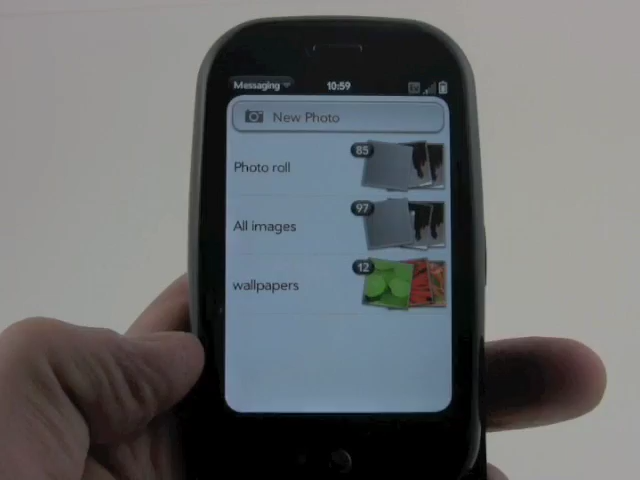 Messaging 10:59
New Photo
85
Photo roll
97
All images
12
wallpapers